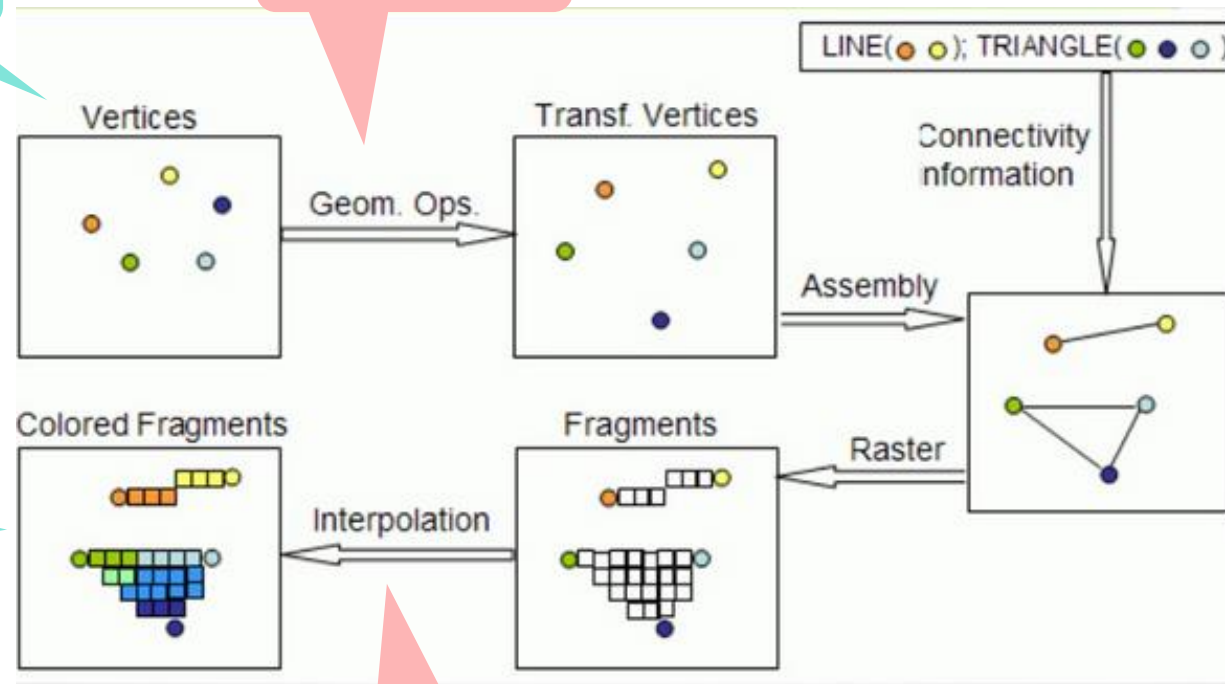 LINE( ); TRIANGLE( )
Vertices
Geom. Ops.
Transf. Vertices
Connectivity
nformation
Assembly
Raster
Fragments
Interpolation
Colored Fragments